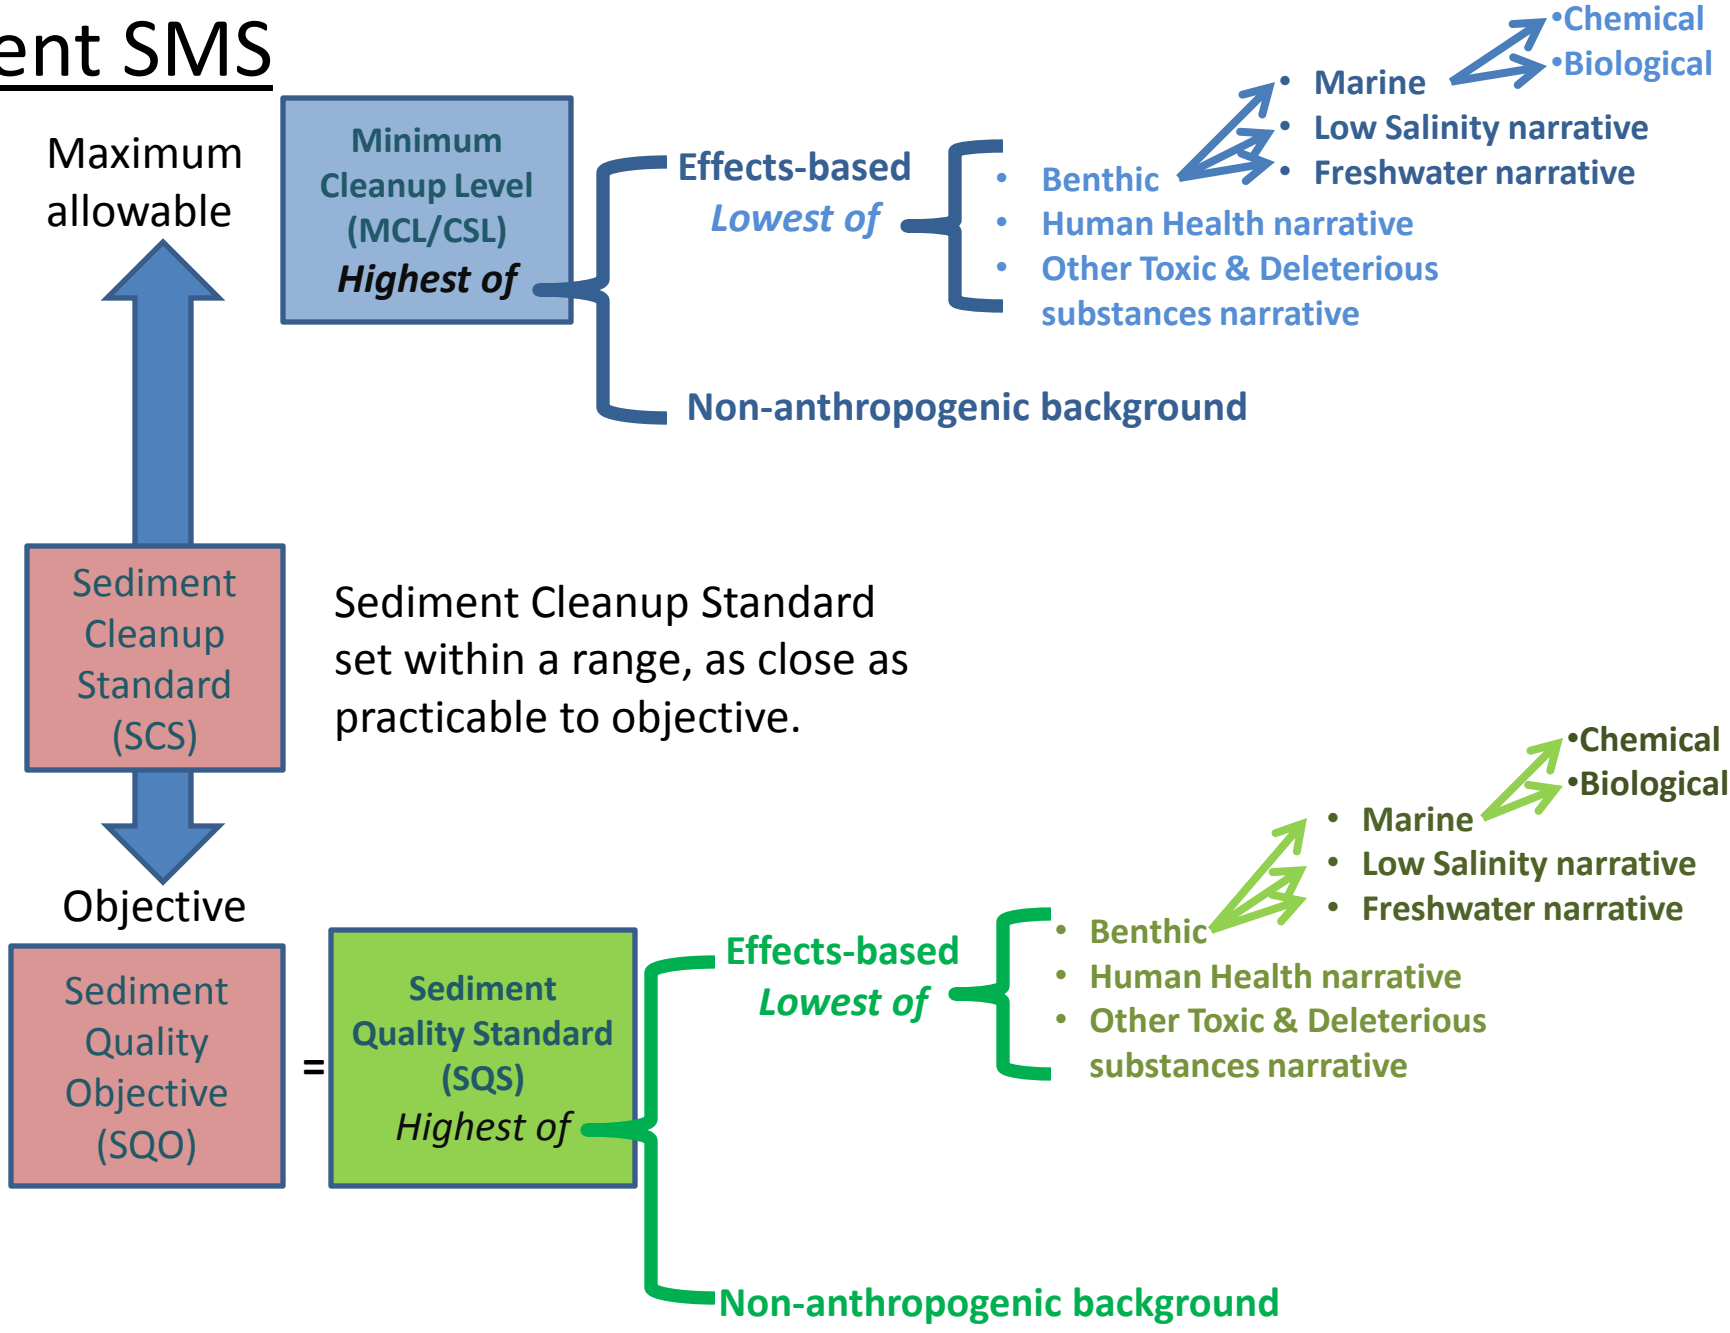 ent SMS
Maximum
allowable
Minimum
Cleanup Level
(MCL/CSL)
Highest of
Effects-based
Lowest of
• Benthic
• Human Health narrative
• Other Toxic & Deleterious
substances narrative
• Marine
• Low Salinity narrative
• Freshwater narrative
•Chemical
•Biological
Non-anthropogenic background
Sediment
Cleanup
Standard
(SCS)
Sediment Cleanup Standard
set within a range, as close as
practicable to objective.
Objective
Sediment
Quality
Objective
(SQO)
=
Sediment
Quality Standard
(SQS)
Highest of
Effects-based
Lowest of
• Benthic
• Human Health narrative
• Other Toxic & Deleterious
substances narrative
• Marine
• Low Salinity narrative
• Freshwater narrative
•Chemical
•Biological
Non-anthropogenic background